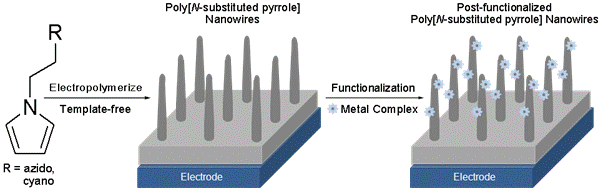 R
N
R = azido,
cyano
Electropolymerize
Template-free
Poly[N-substituted pyrrole]
Nanowires
Electrode
Functionalization
Metal Complex
Post-functionalized
Poly[N-substituted pyrrole] Nanowires
Electrode